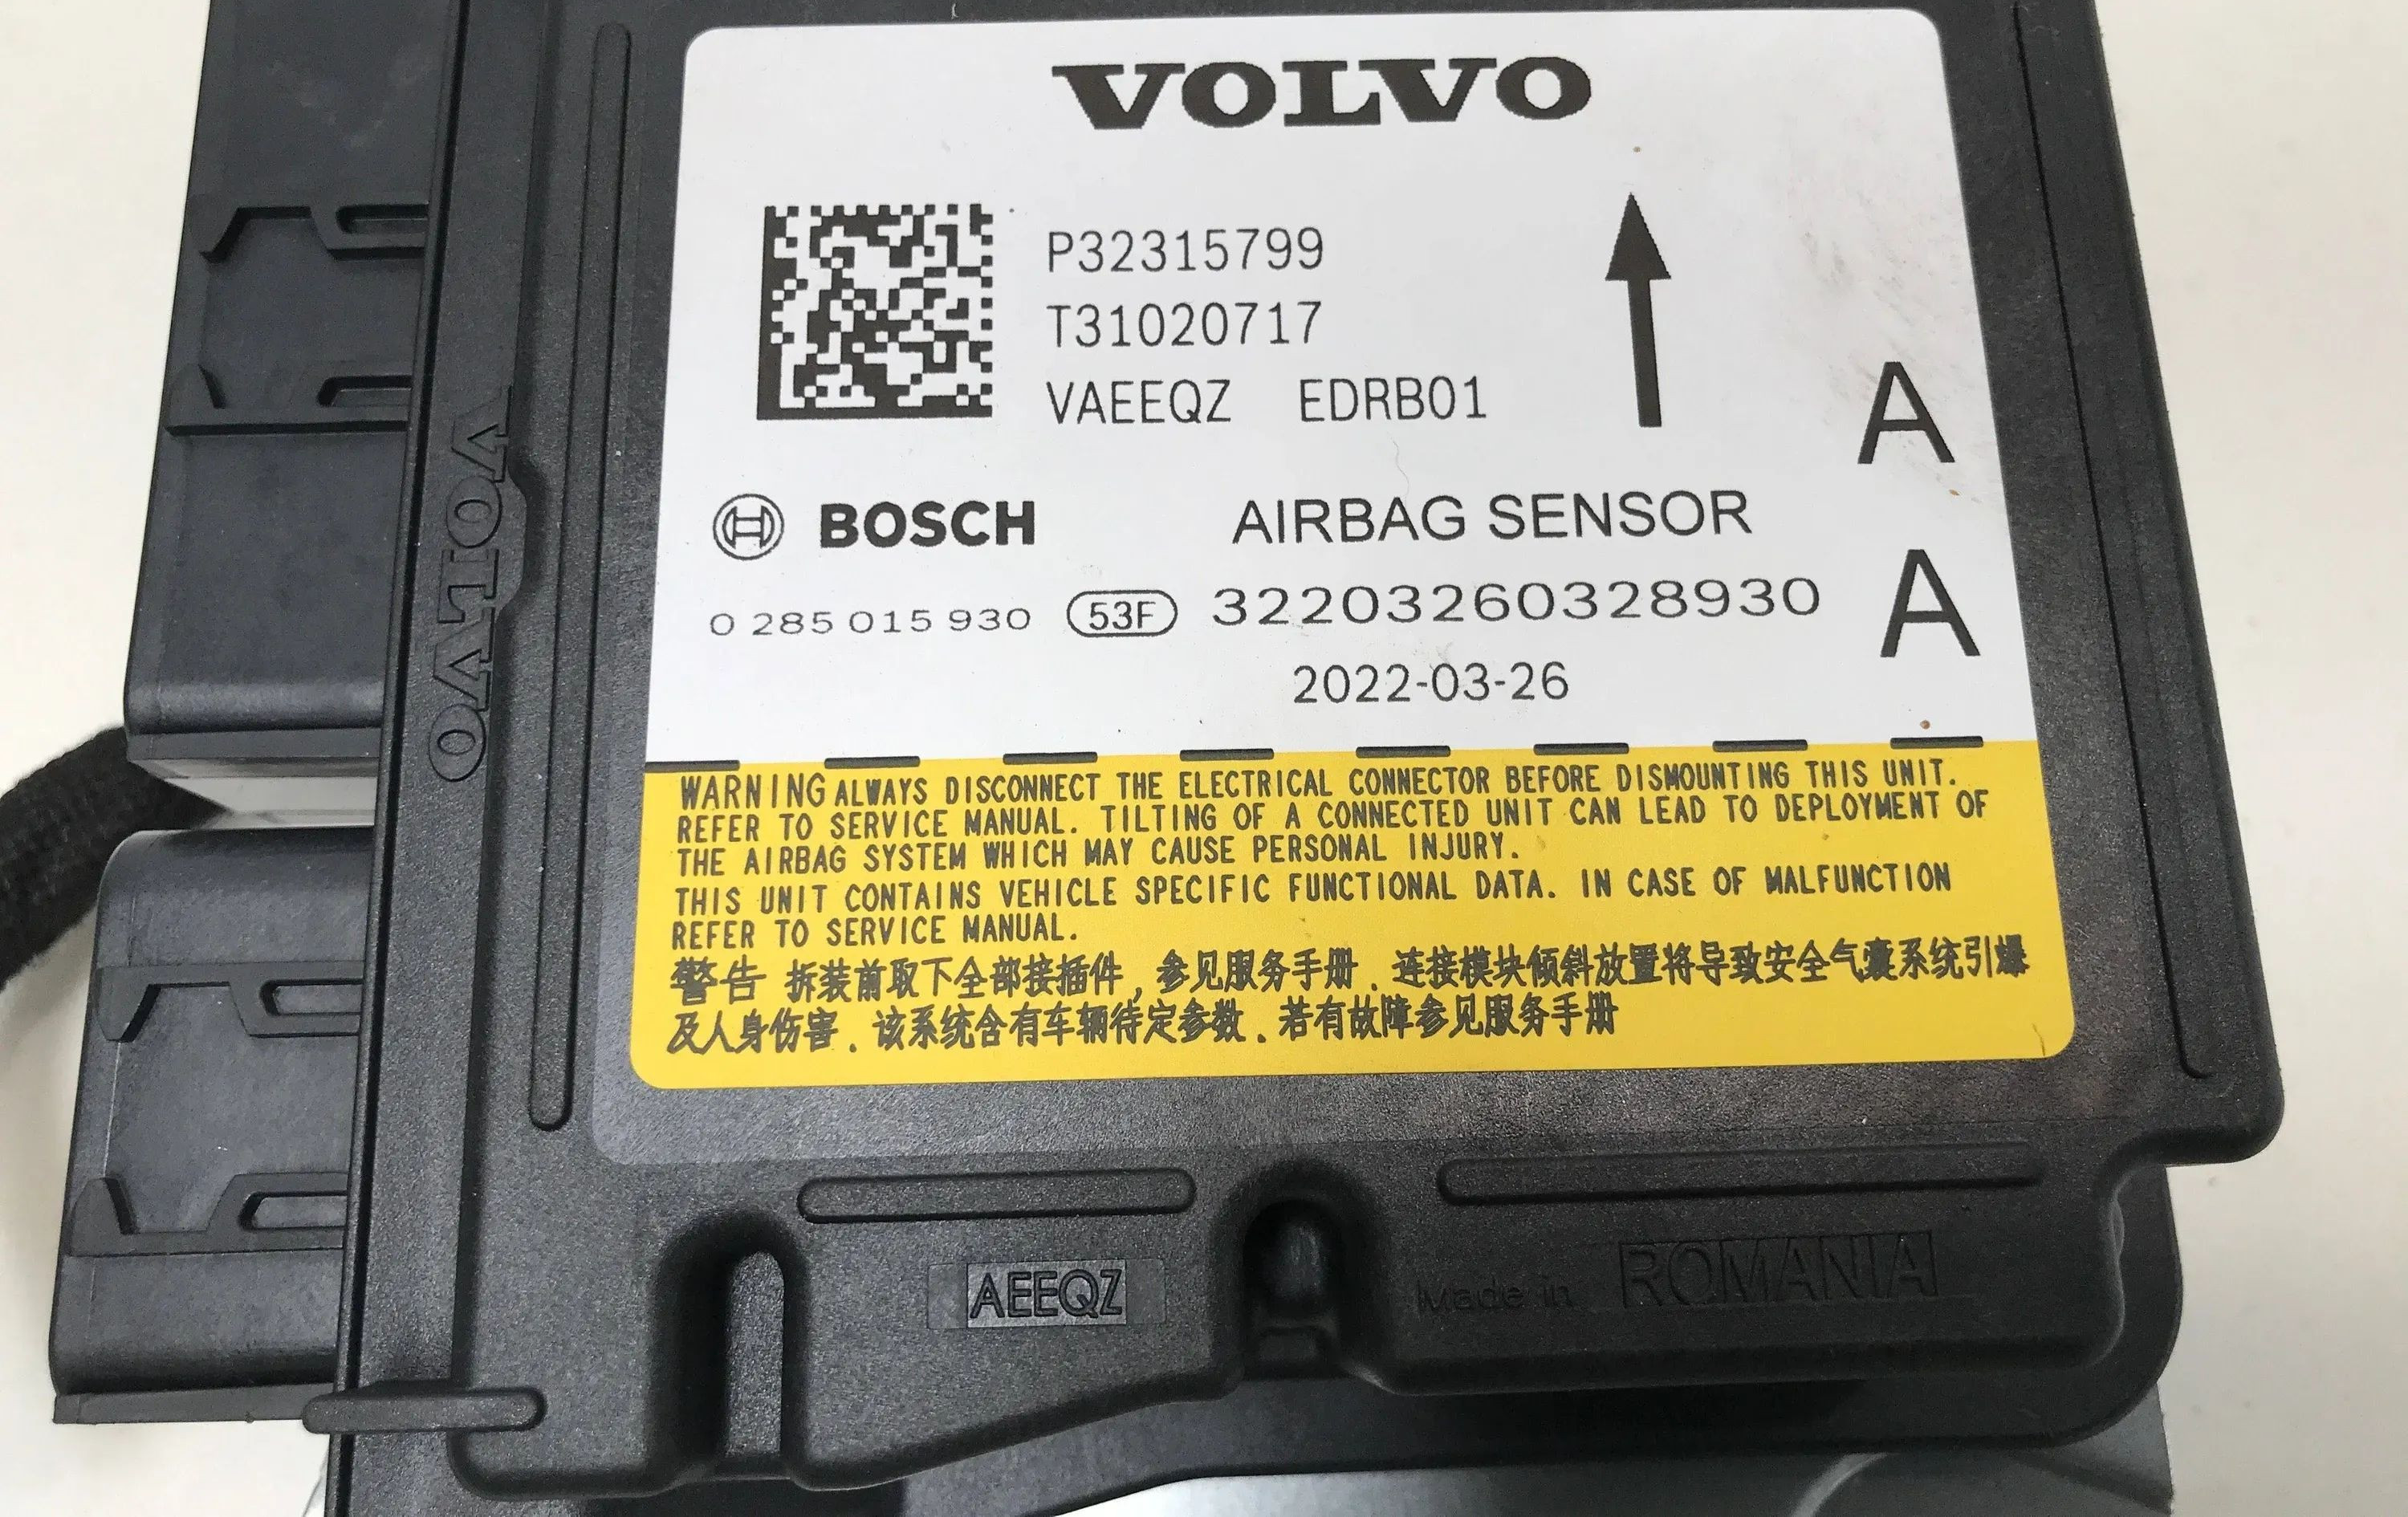 VOLVO
P32315799
T31020717
VAEEQZ EDRB01
A
BOSCH AIRBAG SENSOR
0 285 015 930 53F 32203260328930 A
2022-03-26
WARNING ALWAYS DISCONNECT THE ELECTRICAL CONNECTOR BEFORE DISMOUNTING THIS UNIT.
REFER TO SERVICE MANUAL. TILTING OF A CONNECTED UNIT CAN LEAD TO DEPLOYMENT OF
THE AIRBAG SYSTEM WHICH MAY CAUSE PERSONAL INJURY.
THIS UNIT CONTAINS VEHICLE SPECIFIC FUNCTIONAL DATA. IN CASE OF MALFUNCTION
REFER TO SERVICE MANUAL.
警告 拆装前取下全部接插件, 参见服务手册. 连接模块倾斜放置将导致安全气囊系统引爆
及人身伤害. 该系统含有车辆待定参数. 若有故障参见服务手册
VOLVO
AEEQZ
Made in ROMANIA